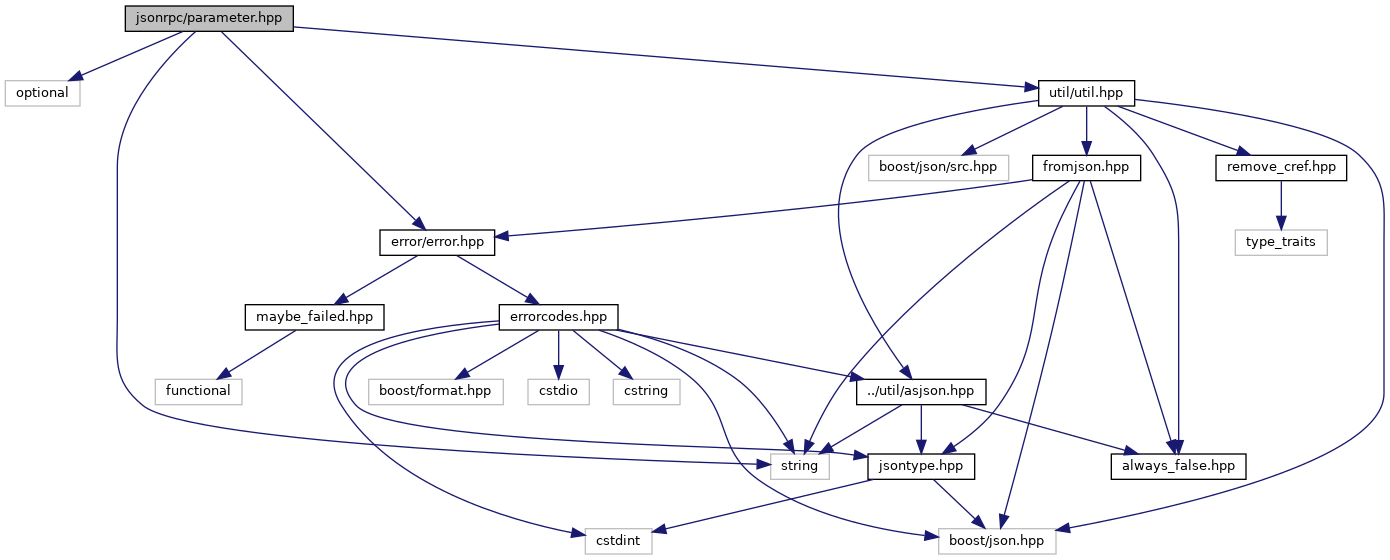 jsonrpc/parameter.hpp
optional
util/util.hpp
boost/json/src.hpp
fromjson.hpp
remove_cref.hpp
error/error.hpp
type_traits
maybe_failed.hpp
errorcodes.hpp
functional
boost/format.hpp
cstdio
cstring
../util/asjson.hpp
string
jsontype.hpp
always_false.hpp
cstdint
boost/json.hpp